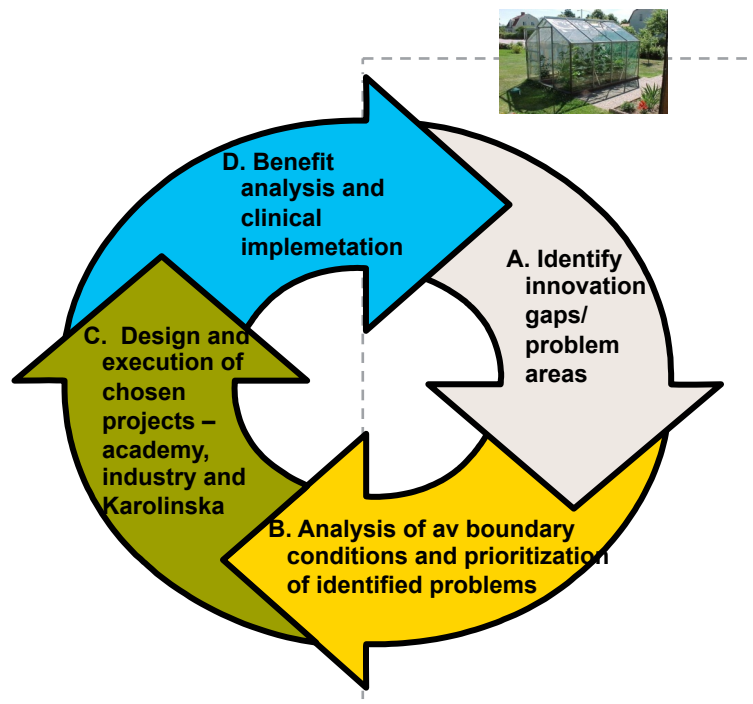 A. Identify
innovation
gaps/
problem
areas
B. Analysis of av boundary
conditions and prioritization
of identified problems
C. Design and
execution of
chosen
projects –
academy,
industry and
Karolinska
D. Benefit
analysis and
clinical
implemetation